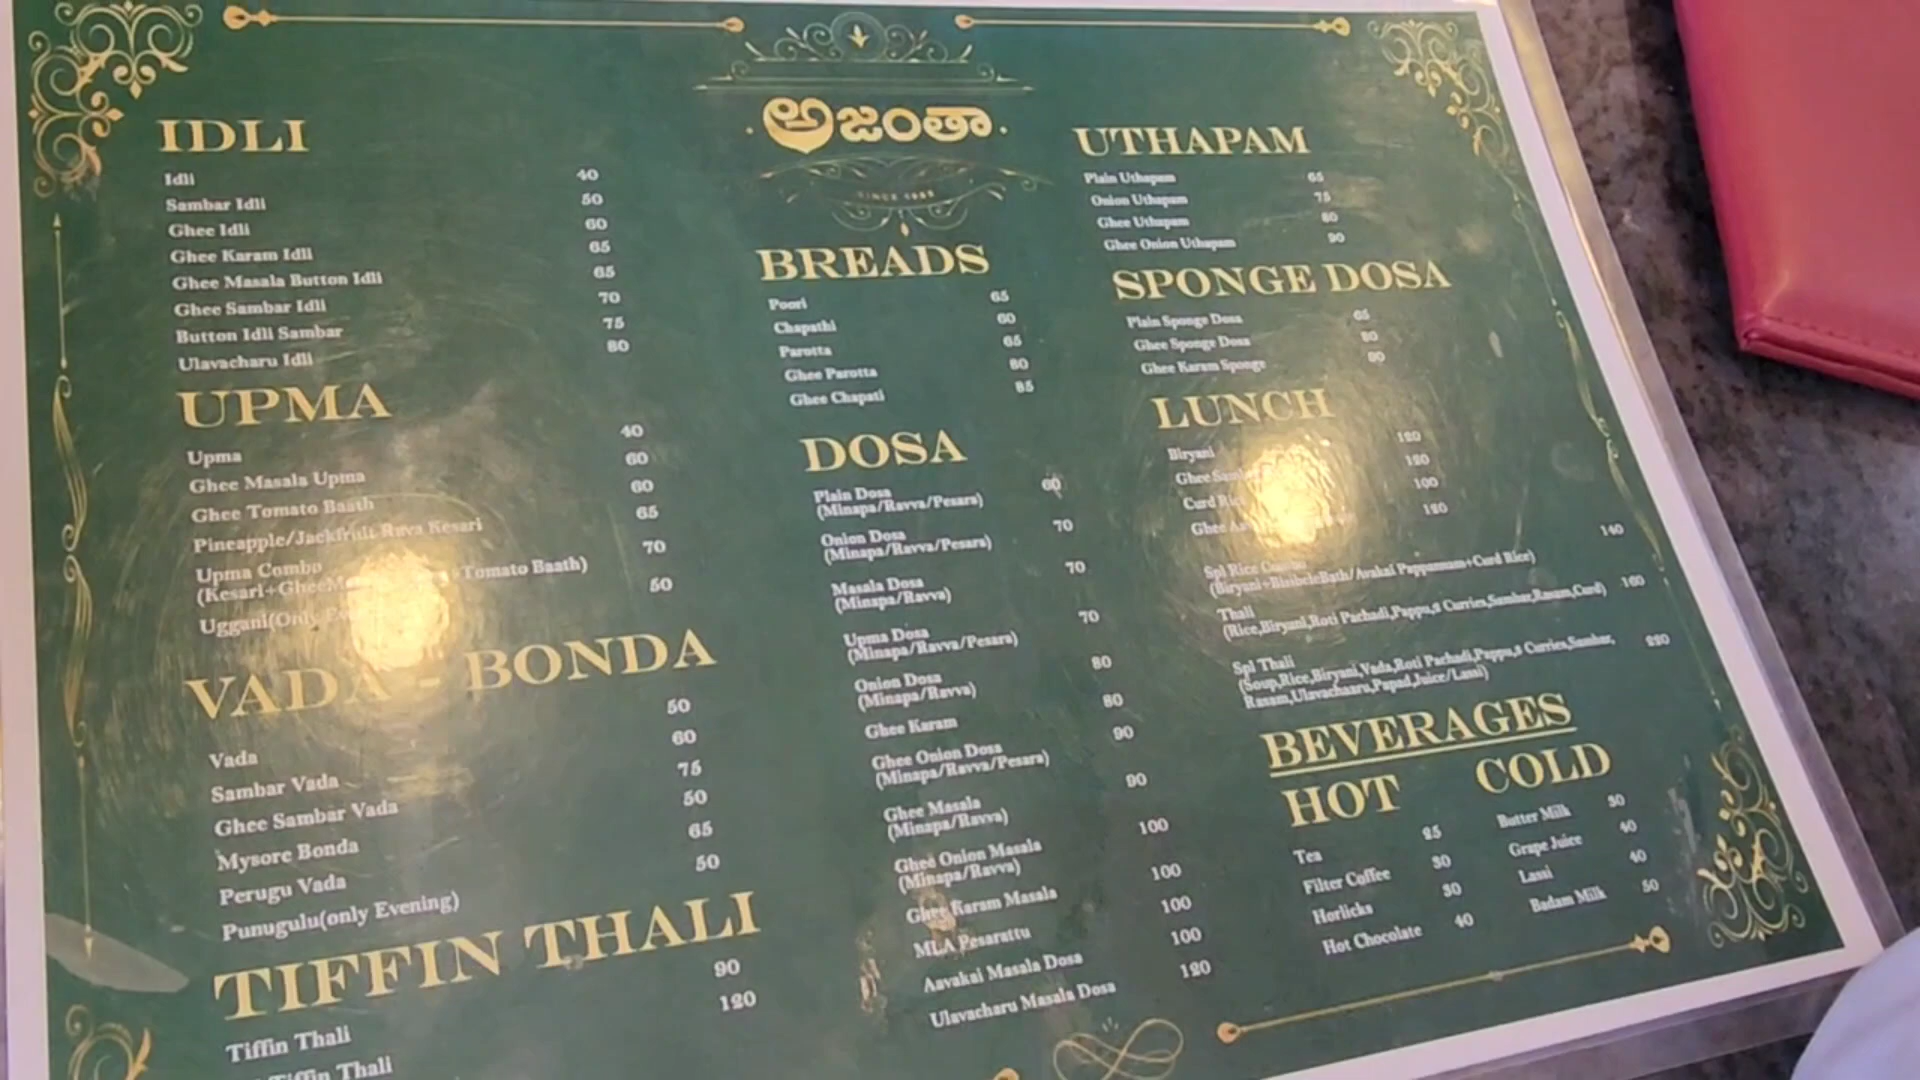 అజంతా
SINCE
IDLI
Idli 40
Sambar Idli 50
Ghee Idli 60
Ghee Karam Idli 65
Ghee Masala Button Idli 65
Ghee Sambar Idli 70
Button Idli Sambar 75
Ulavacharu Idli 80
UPMA
Upma 40
Ghee Masala Upma 60
Ghee Tomato Baath 60
Pineapple/Jackfruit Rava Kesari 65
Upma Combo 70
(Kesari+Ghee Tomato Baath)
Uggani(Only 50
VADA - BONDA
Vada 50
Sambar Vada 60
Ghee Sambar Vada 75
Mysore Bonda 50
Perugu Vada 65
Punugulu(only Evening) 50
TIFFIN THALI
Tiffin Thali 90
Tiffin Thali 120
BREADS
Poori 65
Chapathi 60
Parotta 65
Ghee Parotta 80
Ghee Chapati 85
DOSA
Plain Dosa 60
(Minapa/Ravva/Pesara)
Onion Dosa 70
(Minapa/Ravva/Pesara)
Masala Dosa 70
(Minapa/Ravva)
Upma Dosa 70
(Minapa/Ravva/Pesara)
Onion Dosa 80
(Minapa/Ravva)
Ghee Karam 80
Ghee Onion Dosa 90
(Minapa/Ravva/Pesara)
Ghee Masala 90
(Minapa/Ravva)
Ghee Onion Masala 100
(Minapa/Ravva)
Ghee Karam Masala 100
MLA Pesarattu 100
Aavakai Masala Dosa 100
Ulavacharu Masala Dosa 120
UTHAPAM
Plain Uthapam 65
Onion Uthapam 75
Ghee Uthapam 80
Ghee Onion Uthapam 90
SPONGE DOSA
Plain Sponge Dosa 65
Ghee Sponge Dosa 80
Ghee Karam Sponge 90
LUNCH
Biryani 120
Ghee 120
Curd 100
Ghee 120
Spl Rice 140
(Biryani+BisibeleBath/Avakai Pappannam+Curd Rice)
Thali 160
(Rice,Biryani,Roti Pachadi,Pappu,2 Curries,Sambar,Rasam,Curd)
Spl Thali 220
(Soup,Rice,Biryani,Vada,Roti Pachadi,Pappu,2 Curries,Sambar,
Rasam,Ulavachaaru,Papad,Juice/Lassi)
BEVERAGES
HOT
Tea 25
Filter Coffee 30
Horlicks 30
Hot Chocolate 40
COLD
Butter Milk 30
Grape Juice 40
Lassi 40
Badam Milk 50